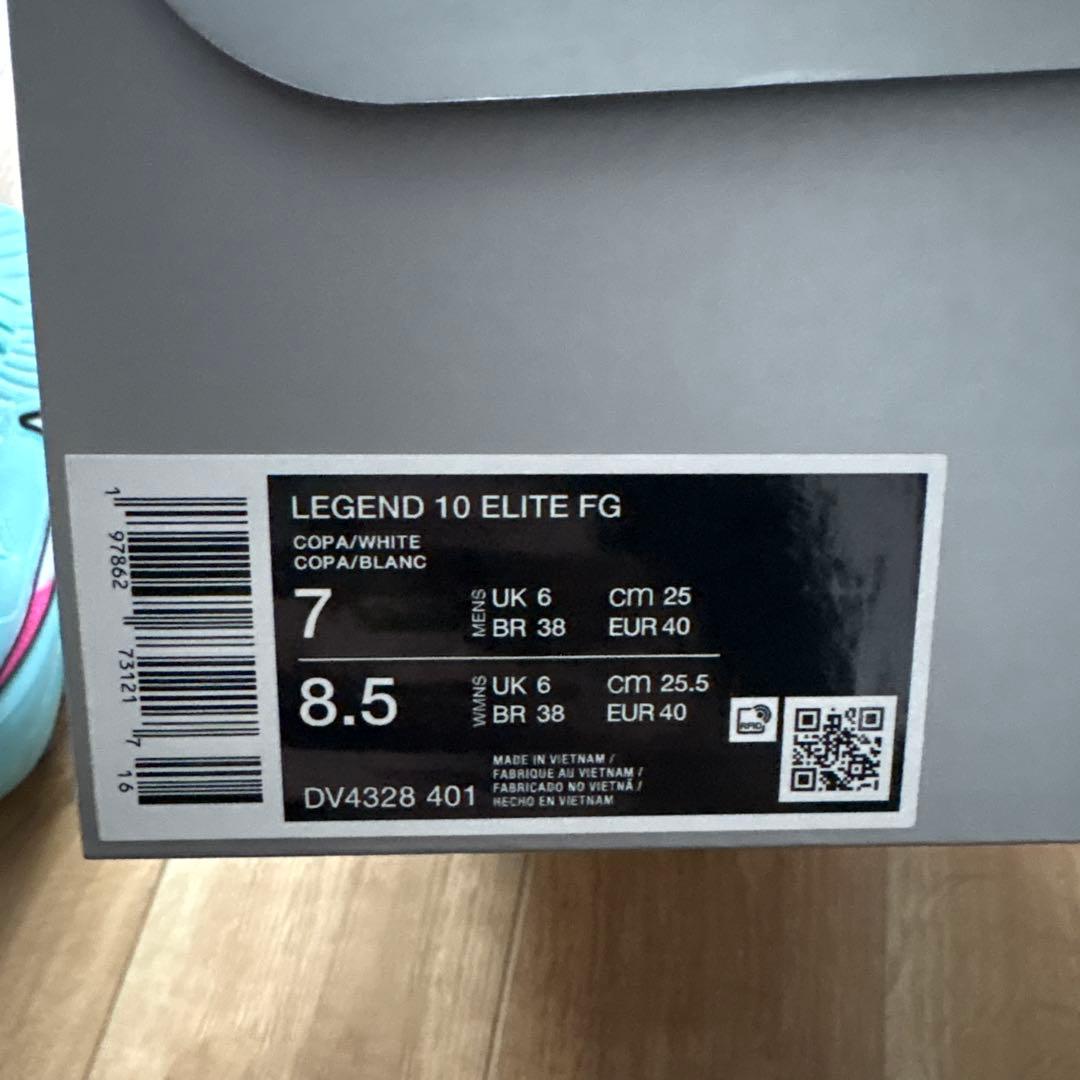 LEGEND 10 ELITE FG
COPA/WHITE
COPA/BLANC
7 MENS UK 6 cm 25
BR 38 EUR 40
8.5 WMNS UK 6 cm 25.5
BR 38 EUR 40
RFID
MADE IN VIETNAM /
FABRIQUE AU VIETNAM /
FABRICADO NO VIETNÃ /
HECHO EN VIETNAM
DV4328 401
1 97862 73121 7 16